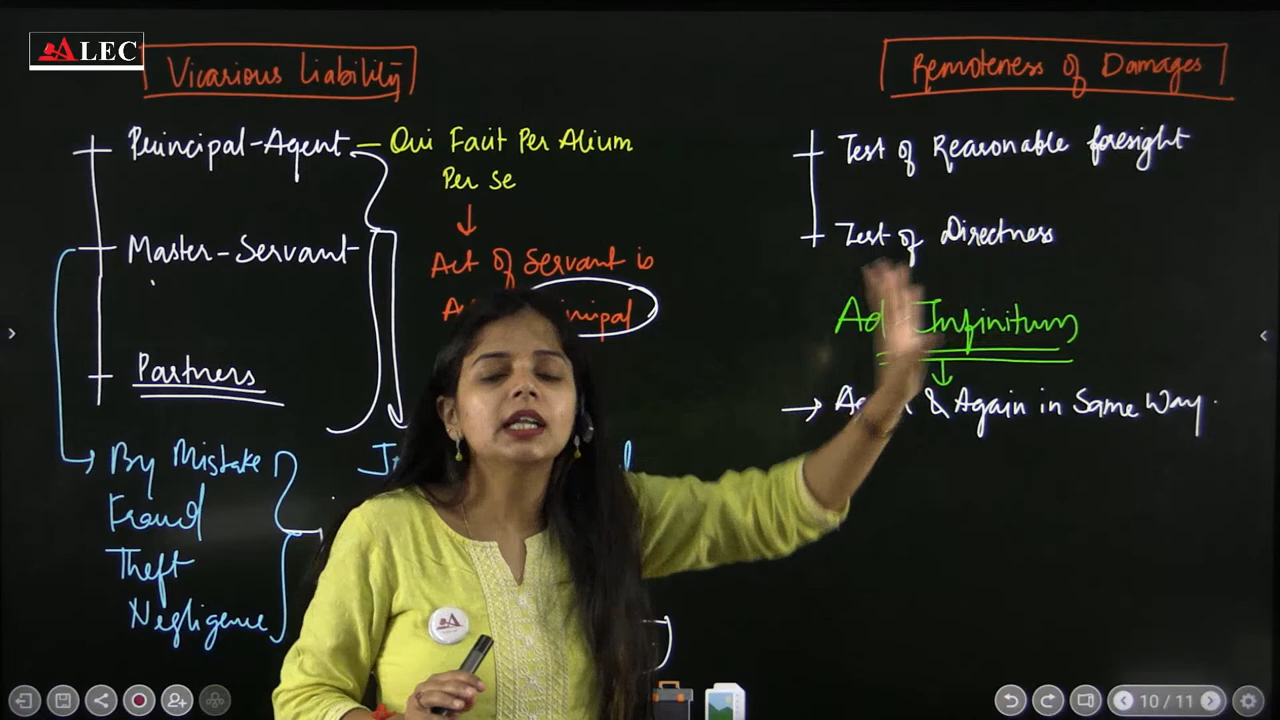 ALEC
Vicarious Liability
Principal-Agent – Qui Facit Per Alium
Per Se
Act of Servant is
Master-Servant
Partners
By Mistake
Fraud
Theft
Negligence
Remoteness of Damages
Test of Reasonable foresight
Test of Directness
Ad Infinitum
→ & Again in Same Way.
10 / 11